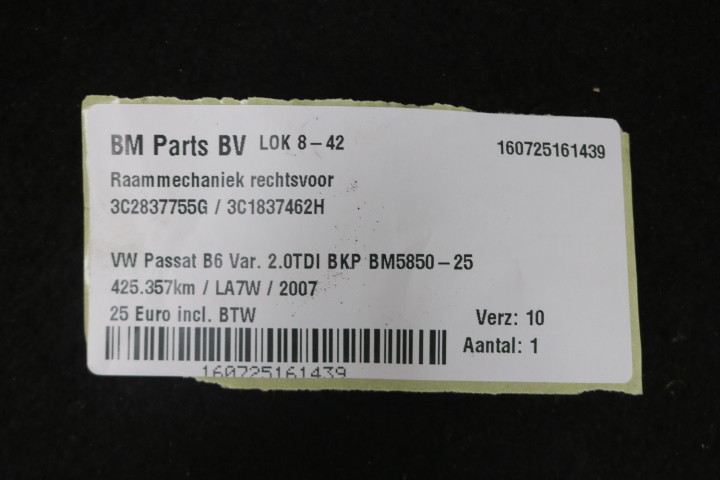 BM Parts BV LOK 8-42 160725161439
Raammechaniek rechtsvoor
3C2837755G / 3C1837462H
VW Passat B6 Var. 2.0TDI BKP BM5850-25
425.357km / LA7W / 2007
25 Euro incl. BTW Verz: 10
Aantal: 1
160725161439